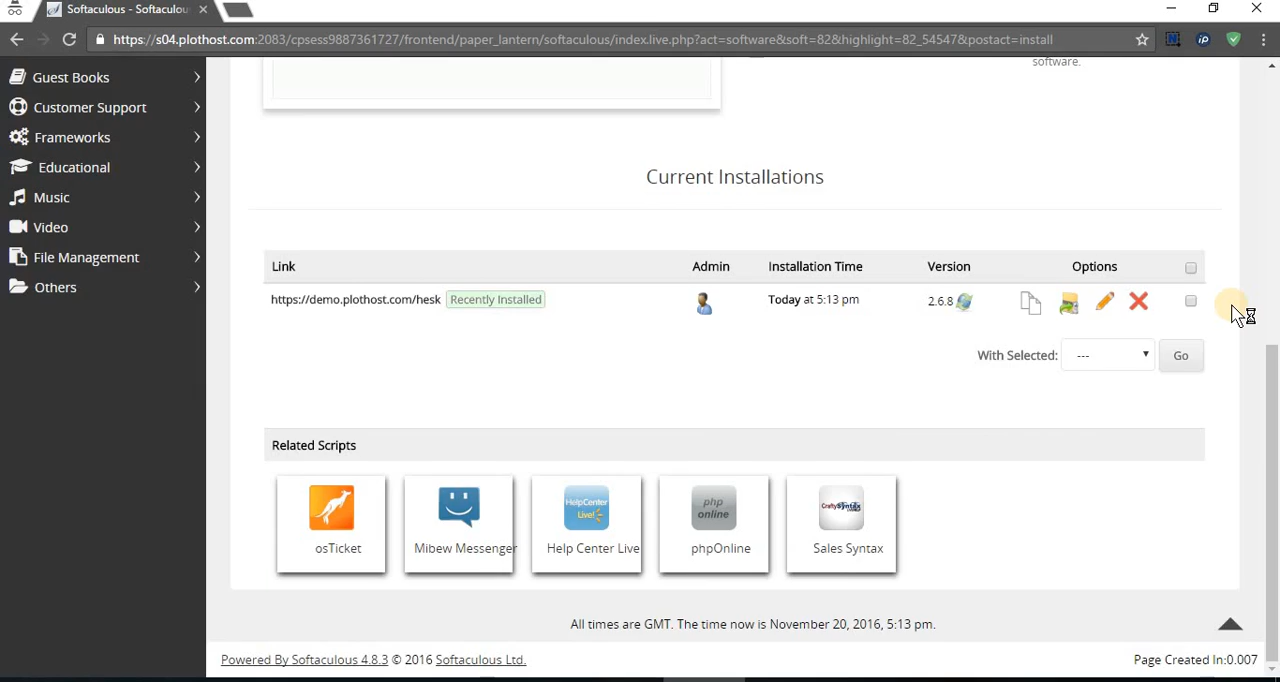 Softaculous - Softaculou
https://s04.plothost.com:2083/cpsess9887361727/frontend/paper_lantern/softaculous/index.live.php?act=software&soft=82&highlight=82_54547&postact=install
Guest Books
Customer Support
Frameworks
Educational
Music
Video
File Management
Others
software.
Current Installations
Link Admin Installation Time Version Options
https://demo.plothost.com/hesk Recently Installed Today at 5:13 pm 2.6.8
With Selected: --- Go
Related Scripts
HelpCenter Live! php online CraftySyntax
osTicket Mibew Messenger Help Center Live phpOnline Sales Syntax
All times are GMT. The time now is November 20, 2016, 5:13 pm.
Powered By Softaculous 4.8.3 © 2016 Softaculous Ltd. Page Created In:0.007